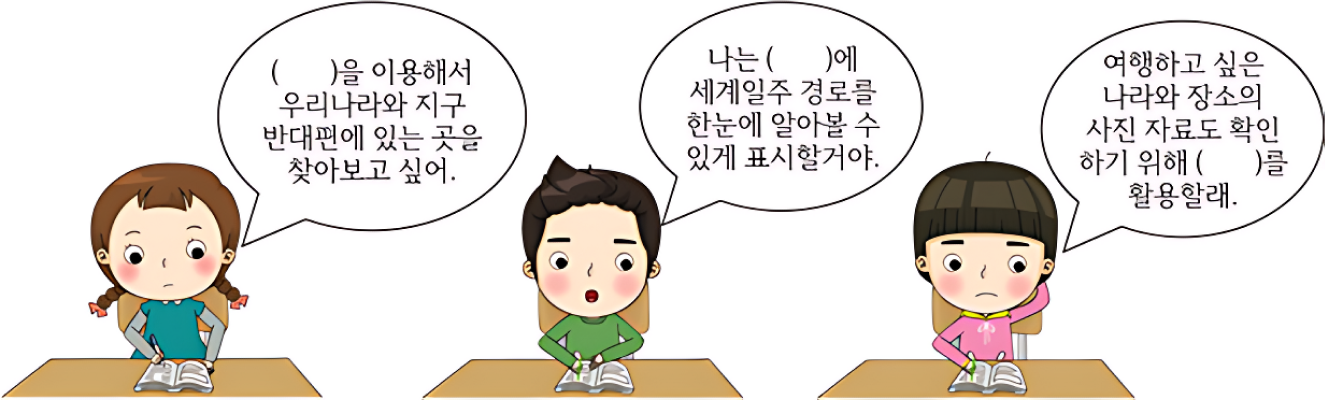 (      )을 이용해서
우리나라와 지구
반대편에 있는 곳을
찾아보고 싶어.
나는 (      )에
세계일주 경로를
한눈에 알아볼 수
있게 표시할거야.
여행하고 싶은
나라와 장소의
사진 자료도 확인
하기 위해 (      )를
활용할래.